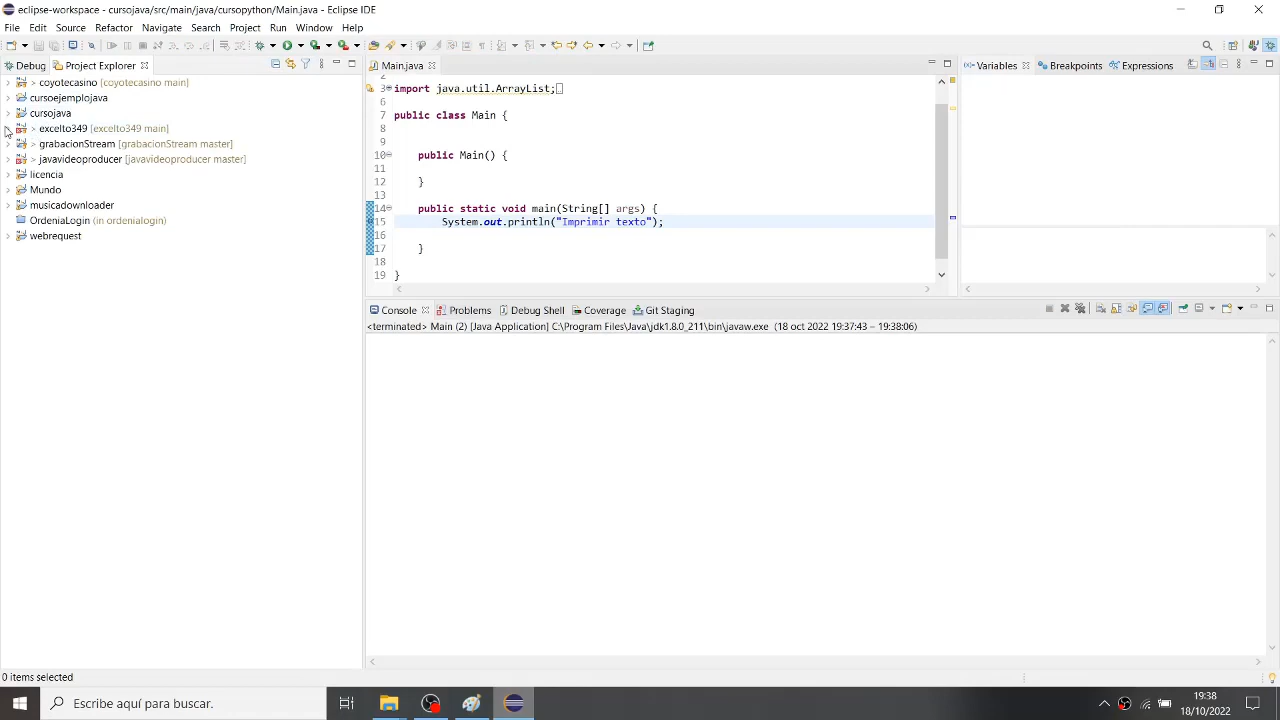 eclipse-workspace - cursojava/src/main/java/cursopython/Main.java - Eclipse IDE
File Edit Source Refactor Navigate Search Project Run Window Help
Debug Project Explorer
> coyotecasino [coyotecasino main]
cursoejemplojava
cursojava
> excelto349 [excelto349 main]
> grabacionStream [grabacionStream master]
> javavideoproducer [javavideoproducer master]
licencia
Mundo
musicadownloader
OrdeniaLogin (in ordenialogin)
webrequest
Main.java
2
3 import java.util.ArrayList;
6
7 public class Main {
8
9
10 public Main() {
11
12 }
13
14 public static void main(String[] args) {
15 System.out.println("Imprimir texto");
16
17 }
18
19 }
Variables Breakpoints Expressions
Console Problems Debug Shell Coverage Git Staging
<terminated> Main (2) [Java Application] C:\Program Files\Java\jdk1.8.0_211\bin\javaw.exe (18 oct 2022 19:37:43 – 19:38:06)
0 items selected
Escribe aquí para buscar.
19:38
18/10/2022